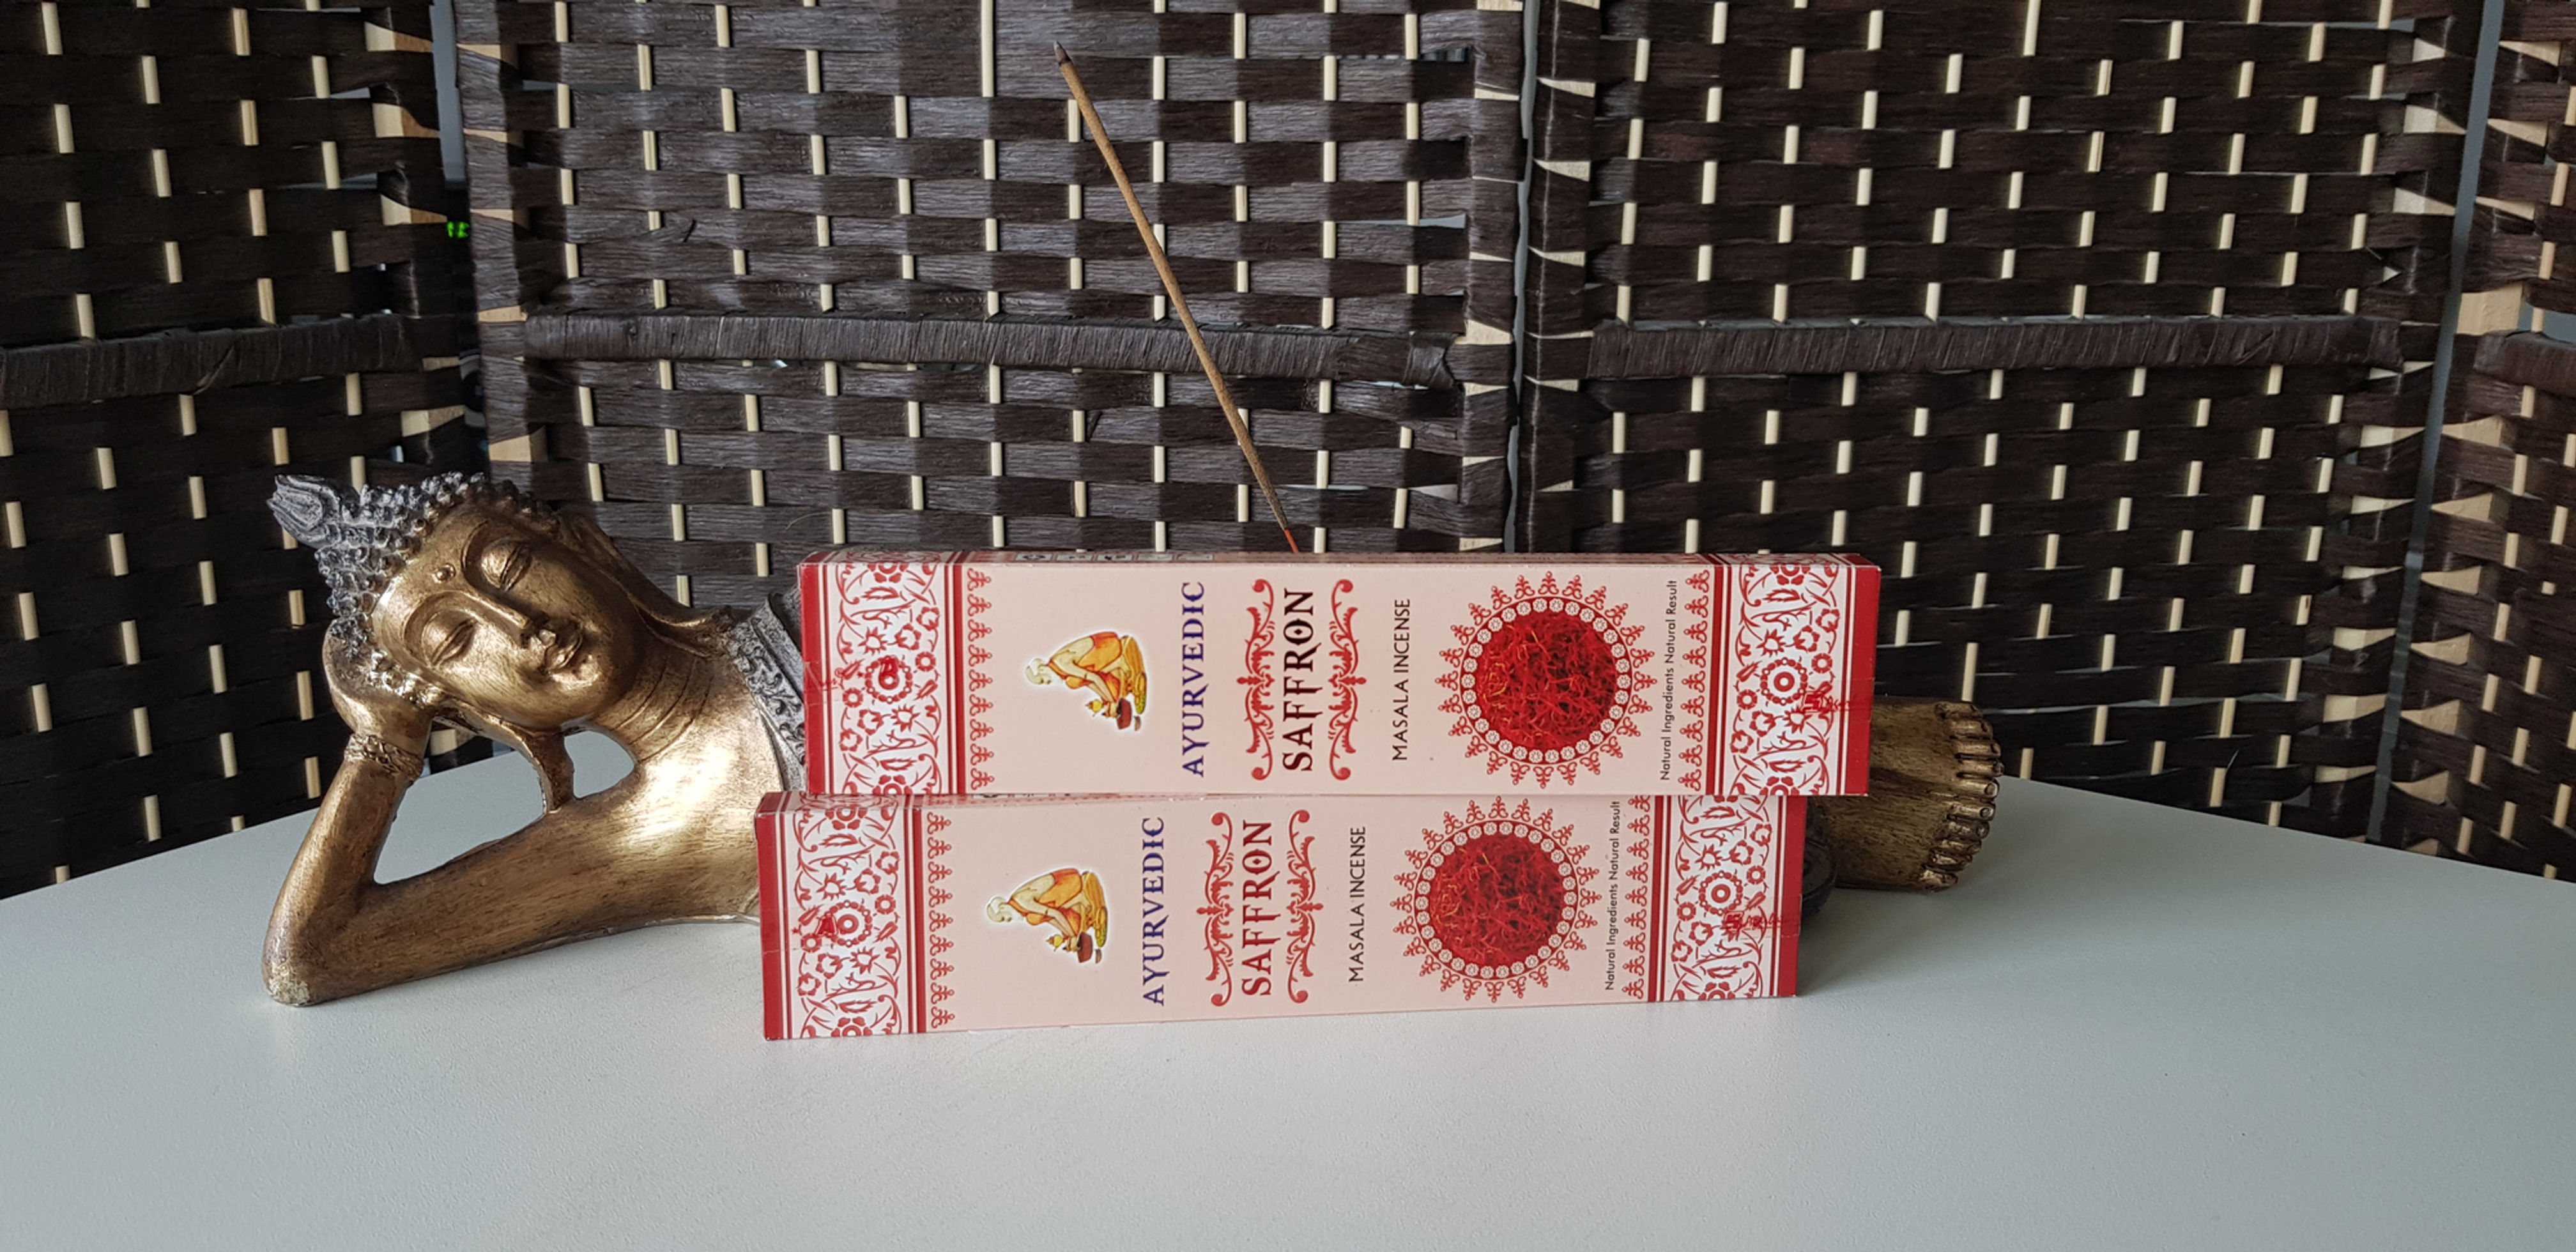 AYURVEDIC
SAFFRON
MASALA INCENSE
Natural Ingredients Natural Result
AYURVEDIC
SAFFRON
MASALA INCENSE
Natural Ingredients Natural Result